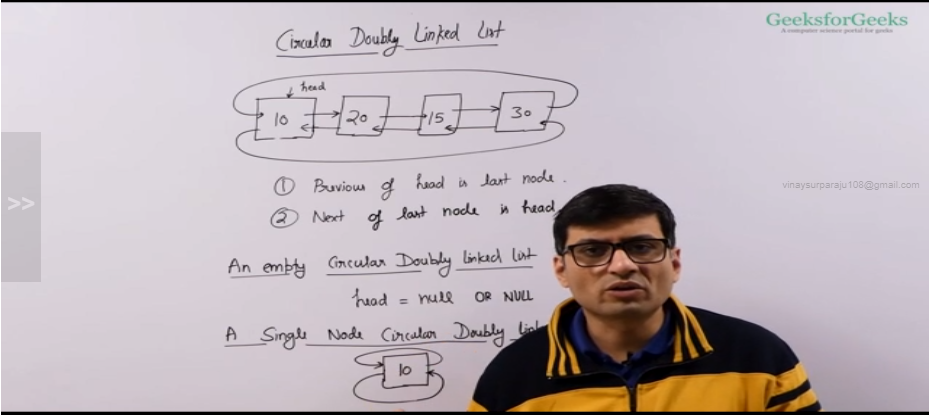 GeeksforGeeks
A computer science portal for geeks
Circular Doubly Linked List
head
10 20 15 30
>>
① Previous of head is last node.
vinaysurparaju108@gmail.com
② Next of last node is head
An empty Circular Doubly Linked List
head = null OR NULL
A Single Node Circular Doubly Link
10